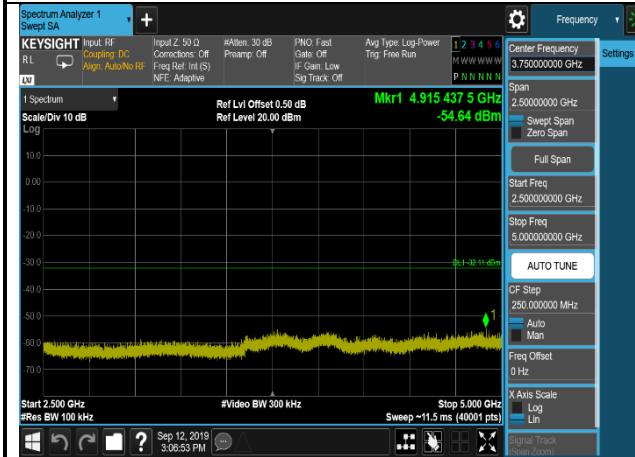 Spectrum Analyzer 1
Swept SA
Frequency
KEYSIGHT
RL
LXI
Input: RF
Coupling: DC
Align: Auto/No RF
Input Z: 50 Ω
Corrections: Off
Freq Ref: Int (S)
NFE: Adaptive
#Atten: 30 dB
Preamp: Off
PNO: Fast
Gate: Off
IF Gain: Low
Sig Track: Off
Avg Type: Log-Power
Trig: Free Run
1 2 3 4 5 6
M W W W W W
P N N N N N
Settings
1 Spectrum
Scale/Div 10 dB
Log
Ref Lvl Offset 0.50 dB
Ref Level 20.00 dBm
Mkr1 4.915 437 5 GHz
-54.64 dBm
10.0
0.00
-10.0
-20.0
-30.0
-40.0
-50.0
-60.0
-70.0
DL1 -32.11 dBm
1
Start 2.500 GHz
#Res BW 100 kHz
#Video BW 300 kHz
Stop 5.000 GHz
Sweep ~11.5 ms (40001 pts)
Center Frequency
3.750000000 GHz
Span
2.50000000 GHz
Swept Span
Zero Span
Full Span
Start Freq
2.500000000 GHz
Stop Freq
5.000000000 GHz
AUTO TUNE
CF Step
250.000000 MHz
Auto
Man
Freq Offset
0 Hz
X Axis Scale
Log
Lin
Signal Track
(Span Zoom)
?
Sep 12, 2019
3:06:53 PM